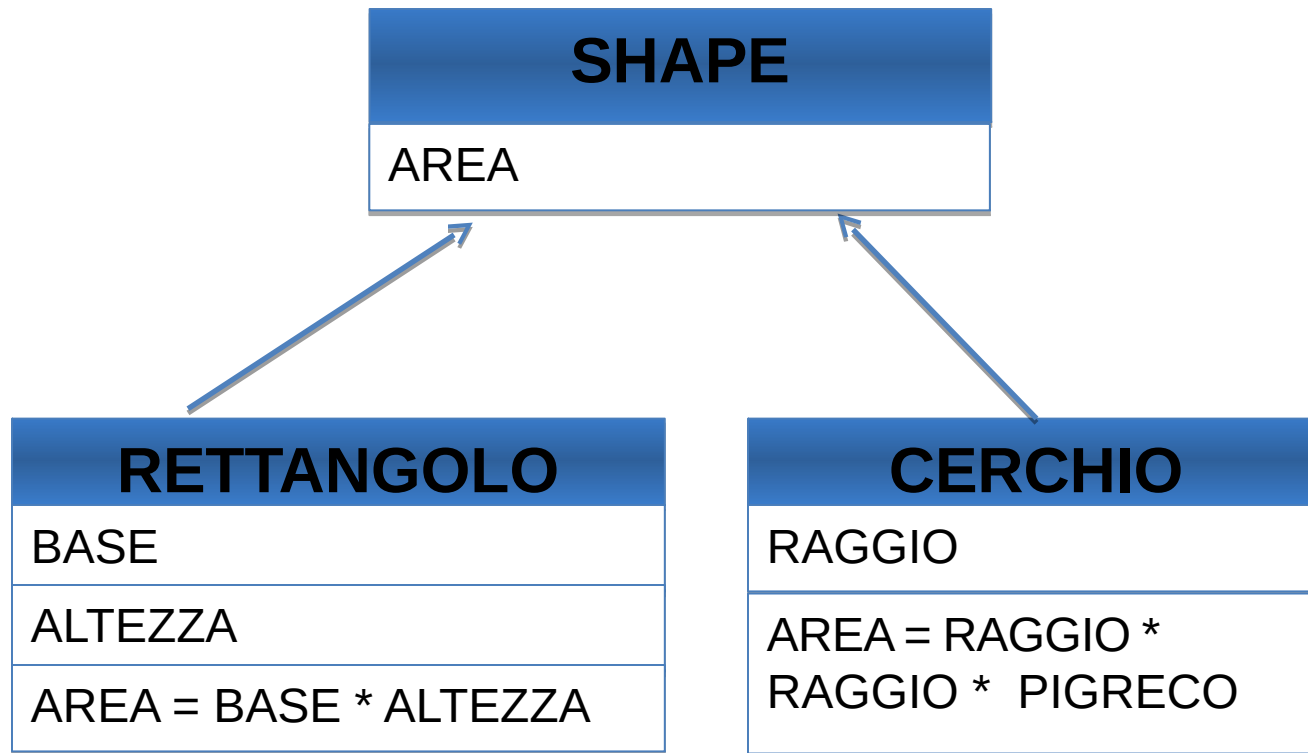 SHAPE
AREA
RETTANGOLO
BASE
ALTEZZA
AREA = BASE * ALTEZZA
CERCHIO
RAGGIO
AREA = RAGGIO *
RAGGIO * PIGRECO